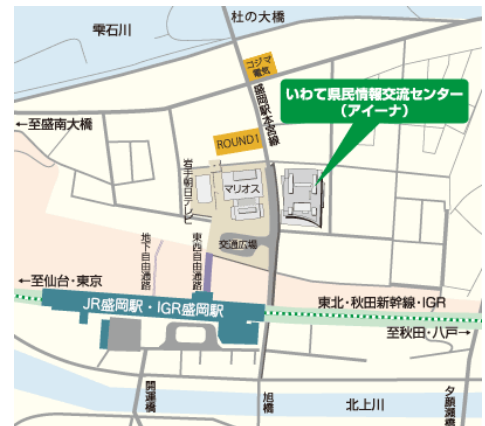 杜の大橋
雫石川
コジマ
電気
盛岡駅本宮線
いわて県民情報交流センター
(アイーナ)
←至盛南大橋
ROUND1
岩手朝日テレビ
マリオス
交通広場
地下自由通路
東西自由通路
←至仙台・東京
JR盛岡駅・IGR盛岡駅
東北・秋田新幹線・IGR
至秋田・八戸→
開運橋
旭橋
北上川
夕顔瀬橋